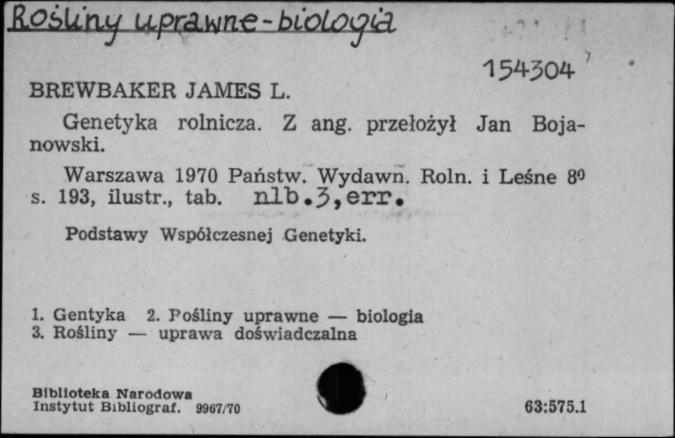 Rośliny uprawne - biologia
154304
BREWBAKER JAMES L.
Genetyka rolnicza. Z ang. przełożył Jan Boja-
nowski.
Warszawa 1970 Państw. Wydawn. Roln. i Leśne 8⁰
s. 193, ilustr., tab. nlb.3, err.
Podstawy Współczesnej Genetyki.
1. Gentyka 2. Pośliny uprawne — biologia
3. Rośliny — uprawa doświadczalna
Biblioteka Narodowa
Instytut Bibliograf. 9967/70
63:575.1